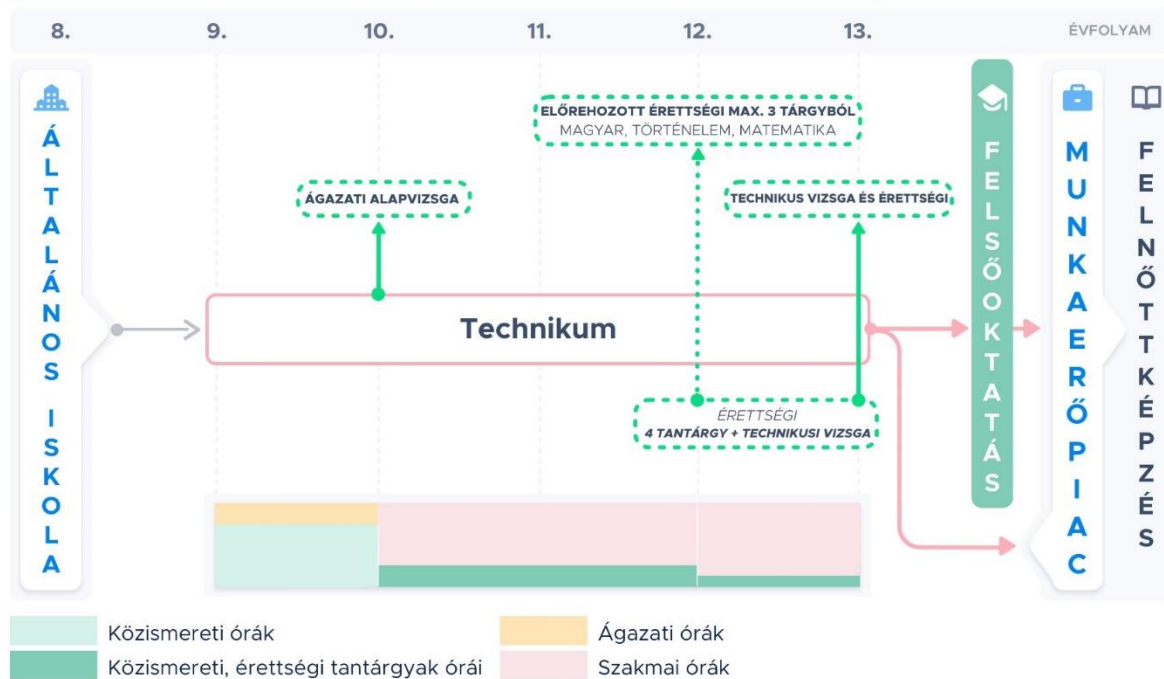 8. 9. 10. 11. 12. 13. ÉVFOLYAM
ÁLTALÁNOS ISKOLA
ELŐREHOZOTT ÉRETTSÉGI MAX. 3 TÁRGYBÓL
MAGYAR, TÖRTÉNELEM, MATEMATIKA
ÁGAZATI ALAPVIZSGA
TECHNIKUS VIZSGA ÉS ÉRETTSÉGI
Technikum
ÉRETTSÉGI
4 TANTÁRGY + TECHNIKUSI VIZSGA
FELSŐOKTATÁS
MUNKAERŐPIAC
FELNŐTTKÉPZÉS
Közismereti órák
Ágazati órák
Közismereti, érettségi tantárgyak órái
Szakmai órák